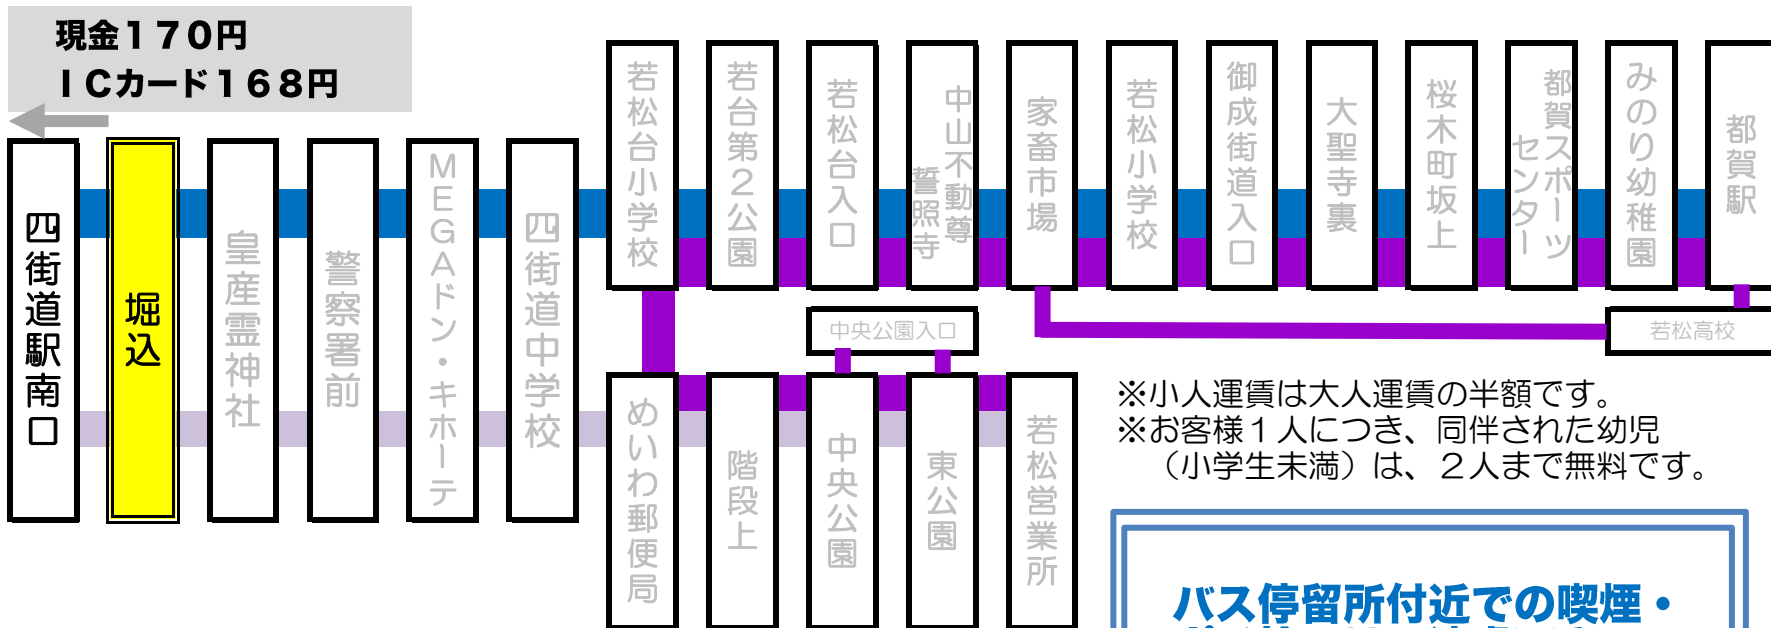 現金１７０円
ＩＣカード１６８円
四街道駅南口
堀込
皇産霊神社
警察署前
ＭＥＧＡドン・キホーテ
四街道中学校
若松台小学校
若台第２公園
若松台入口
中山不動尊
誓照寺
家畜市場
若松小学校
御成街道入口
大聖寺裏
桜木町坂上
都賀スポーツ
センター
みのり幼稚園
都賀駅
中央公園入口
若松高校
めいわ郵便局
階段上
中央公園
東公園
若松営業所
※小人運賃は大人運賃の半額です。
※お客様１人につき、同伴された幼児
（小学生未満）は、２人まで無料です。
バス停留所付近での喫煙・